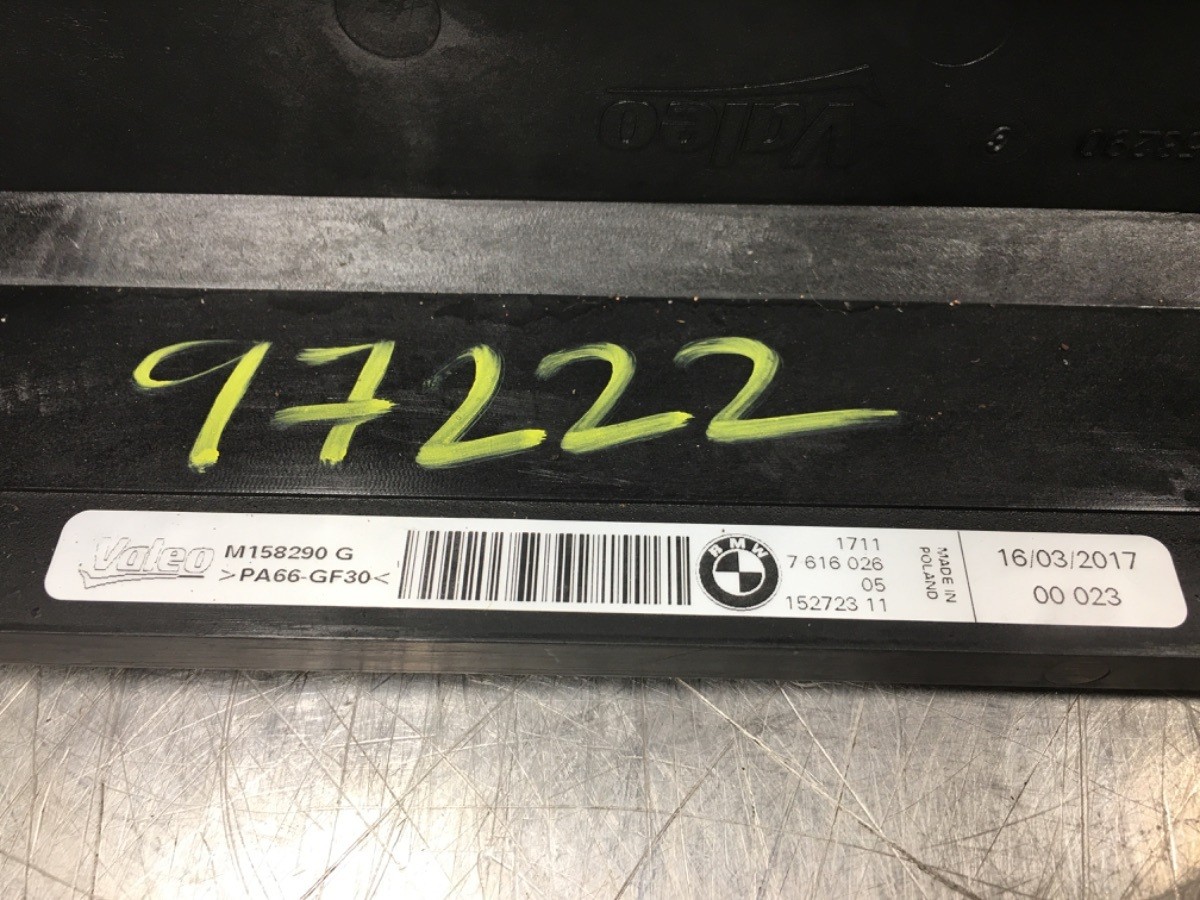 Valeo
97222
Valeo
M158290 G
>PA66-GF30<
BMW
1711
7 616 026
05
152723 11
MADE IN
POLAND
16/03/2017
00 023